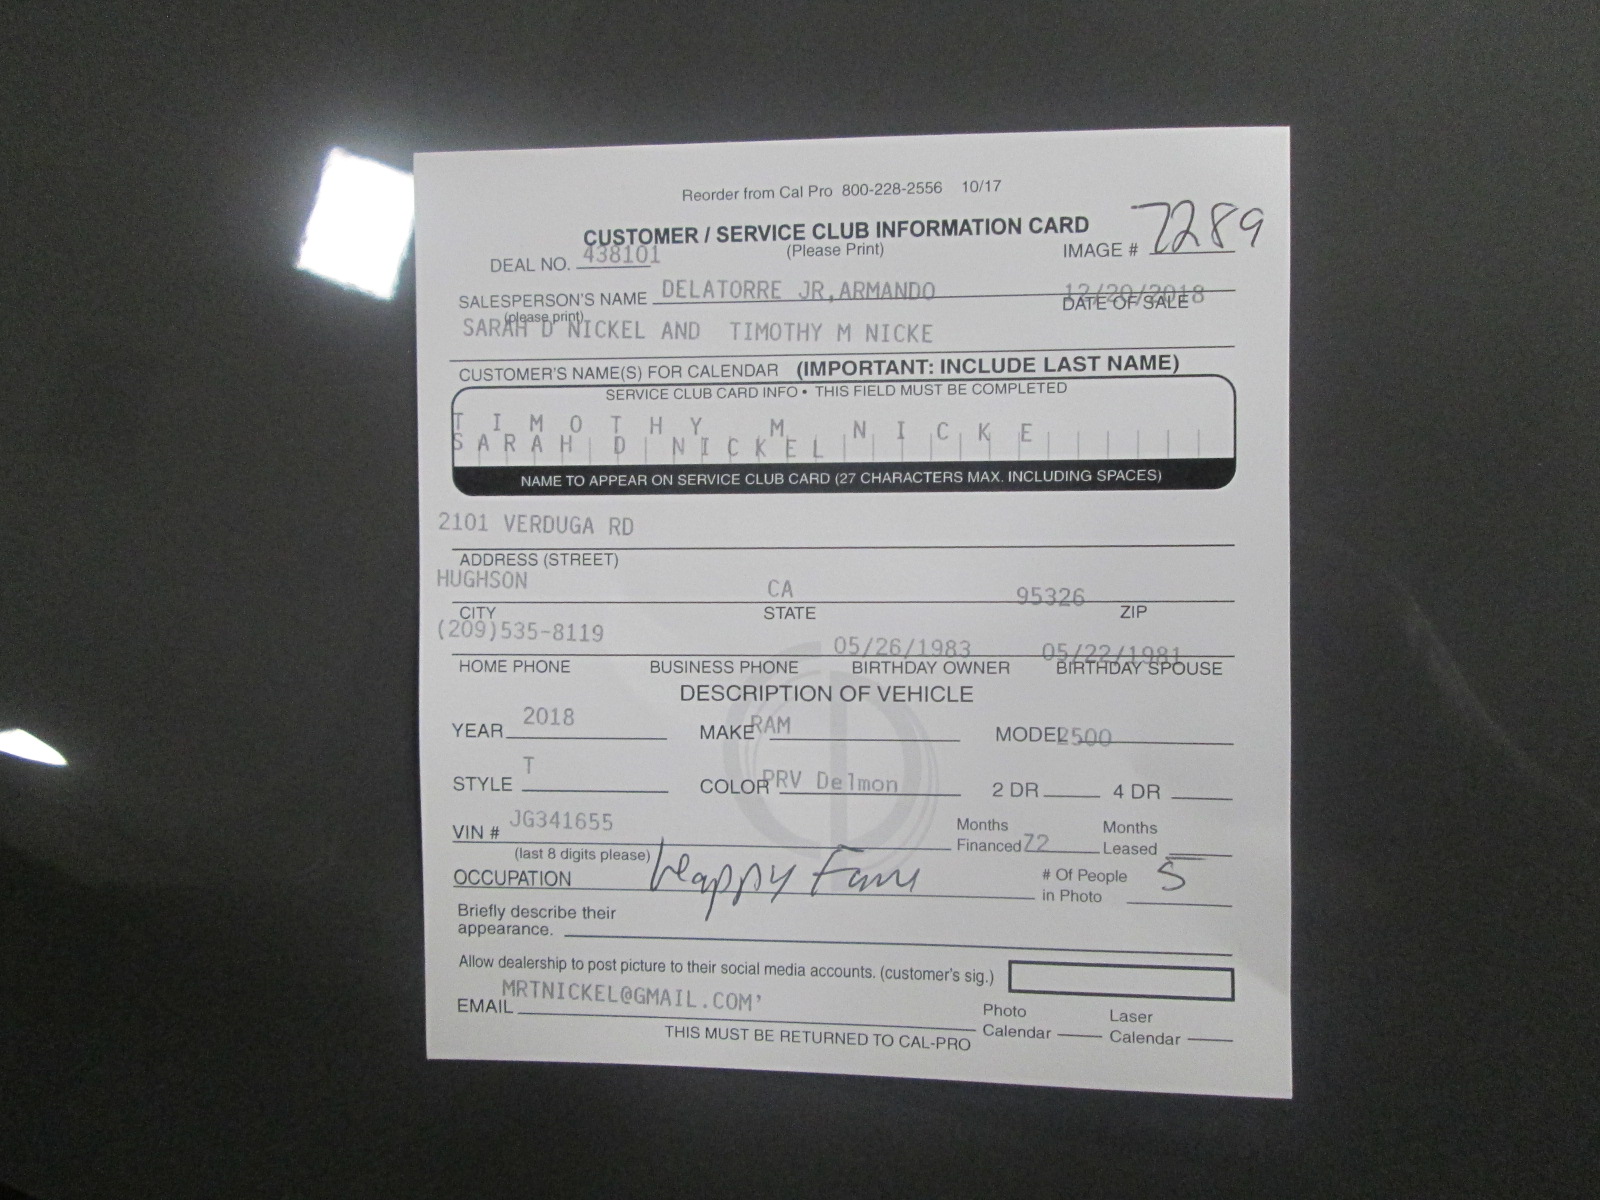 Reorder from Cal Pro 800-228-2556 10/17
CUSTOMER / SERVICE CLUB INFORMATION CARD
(Please Print)
IMAGE # 7289
DEAL NO. 438101
SALESPERSON'S NAME DELATORRE JR,ARMANDO
(please print)
12/20/2018
DATE OF SALE
SARAH D NICKEL AND TIMOTHY M NICKE
CUSTOMER'S NAME(S) FOR CALENDAR (IMPORTANT: INCLUDE LAST NAME)
SERVICE CLUB CARD INFO • THIS FIELD MUST BE COMPLETED
TIMOTHY M NICKE
SARAH D NICKEL
NAME TO APPEAR ON SERVICE CLUB CARD (27 CHARACTERS MAX. INCLUDING SPACES)
2101 VERDUGA RD
ADDRESS (STREET)
HUGHSON CA 95326
CITY STATE ZIP
(209)535-8119 05/26/1983 05/22/1981
HOME PHONE BUSINESS PHONE BIRTHDAY OWNER BIRTHDAY SPOUSE
DESCRIPTION OF VEHICLE
YEAR 2018 MAKE RAM MODEL 2500
STYLE T COLOR PRV Delmon 2 DR 4 DR
VIN # JG341655
(last 8 digits please)
Months Financed 72
Months Leased
OCCUPATION Happy
# Of People in Photo 5
Briefly describe their
appearance.
Allow dealership to post picture to their social media accounts. (customer's sig.)
EMAIL MRTNICKEL@GMAIL.COM'
Photo Calendar
Laser Calendar
THIS MUST BE RETURNED TO CAL-PRO